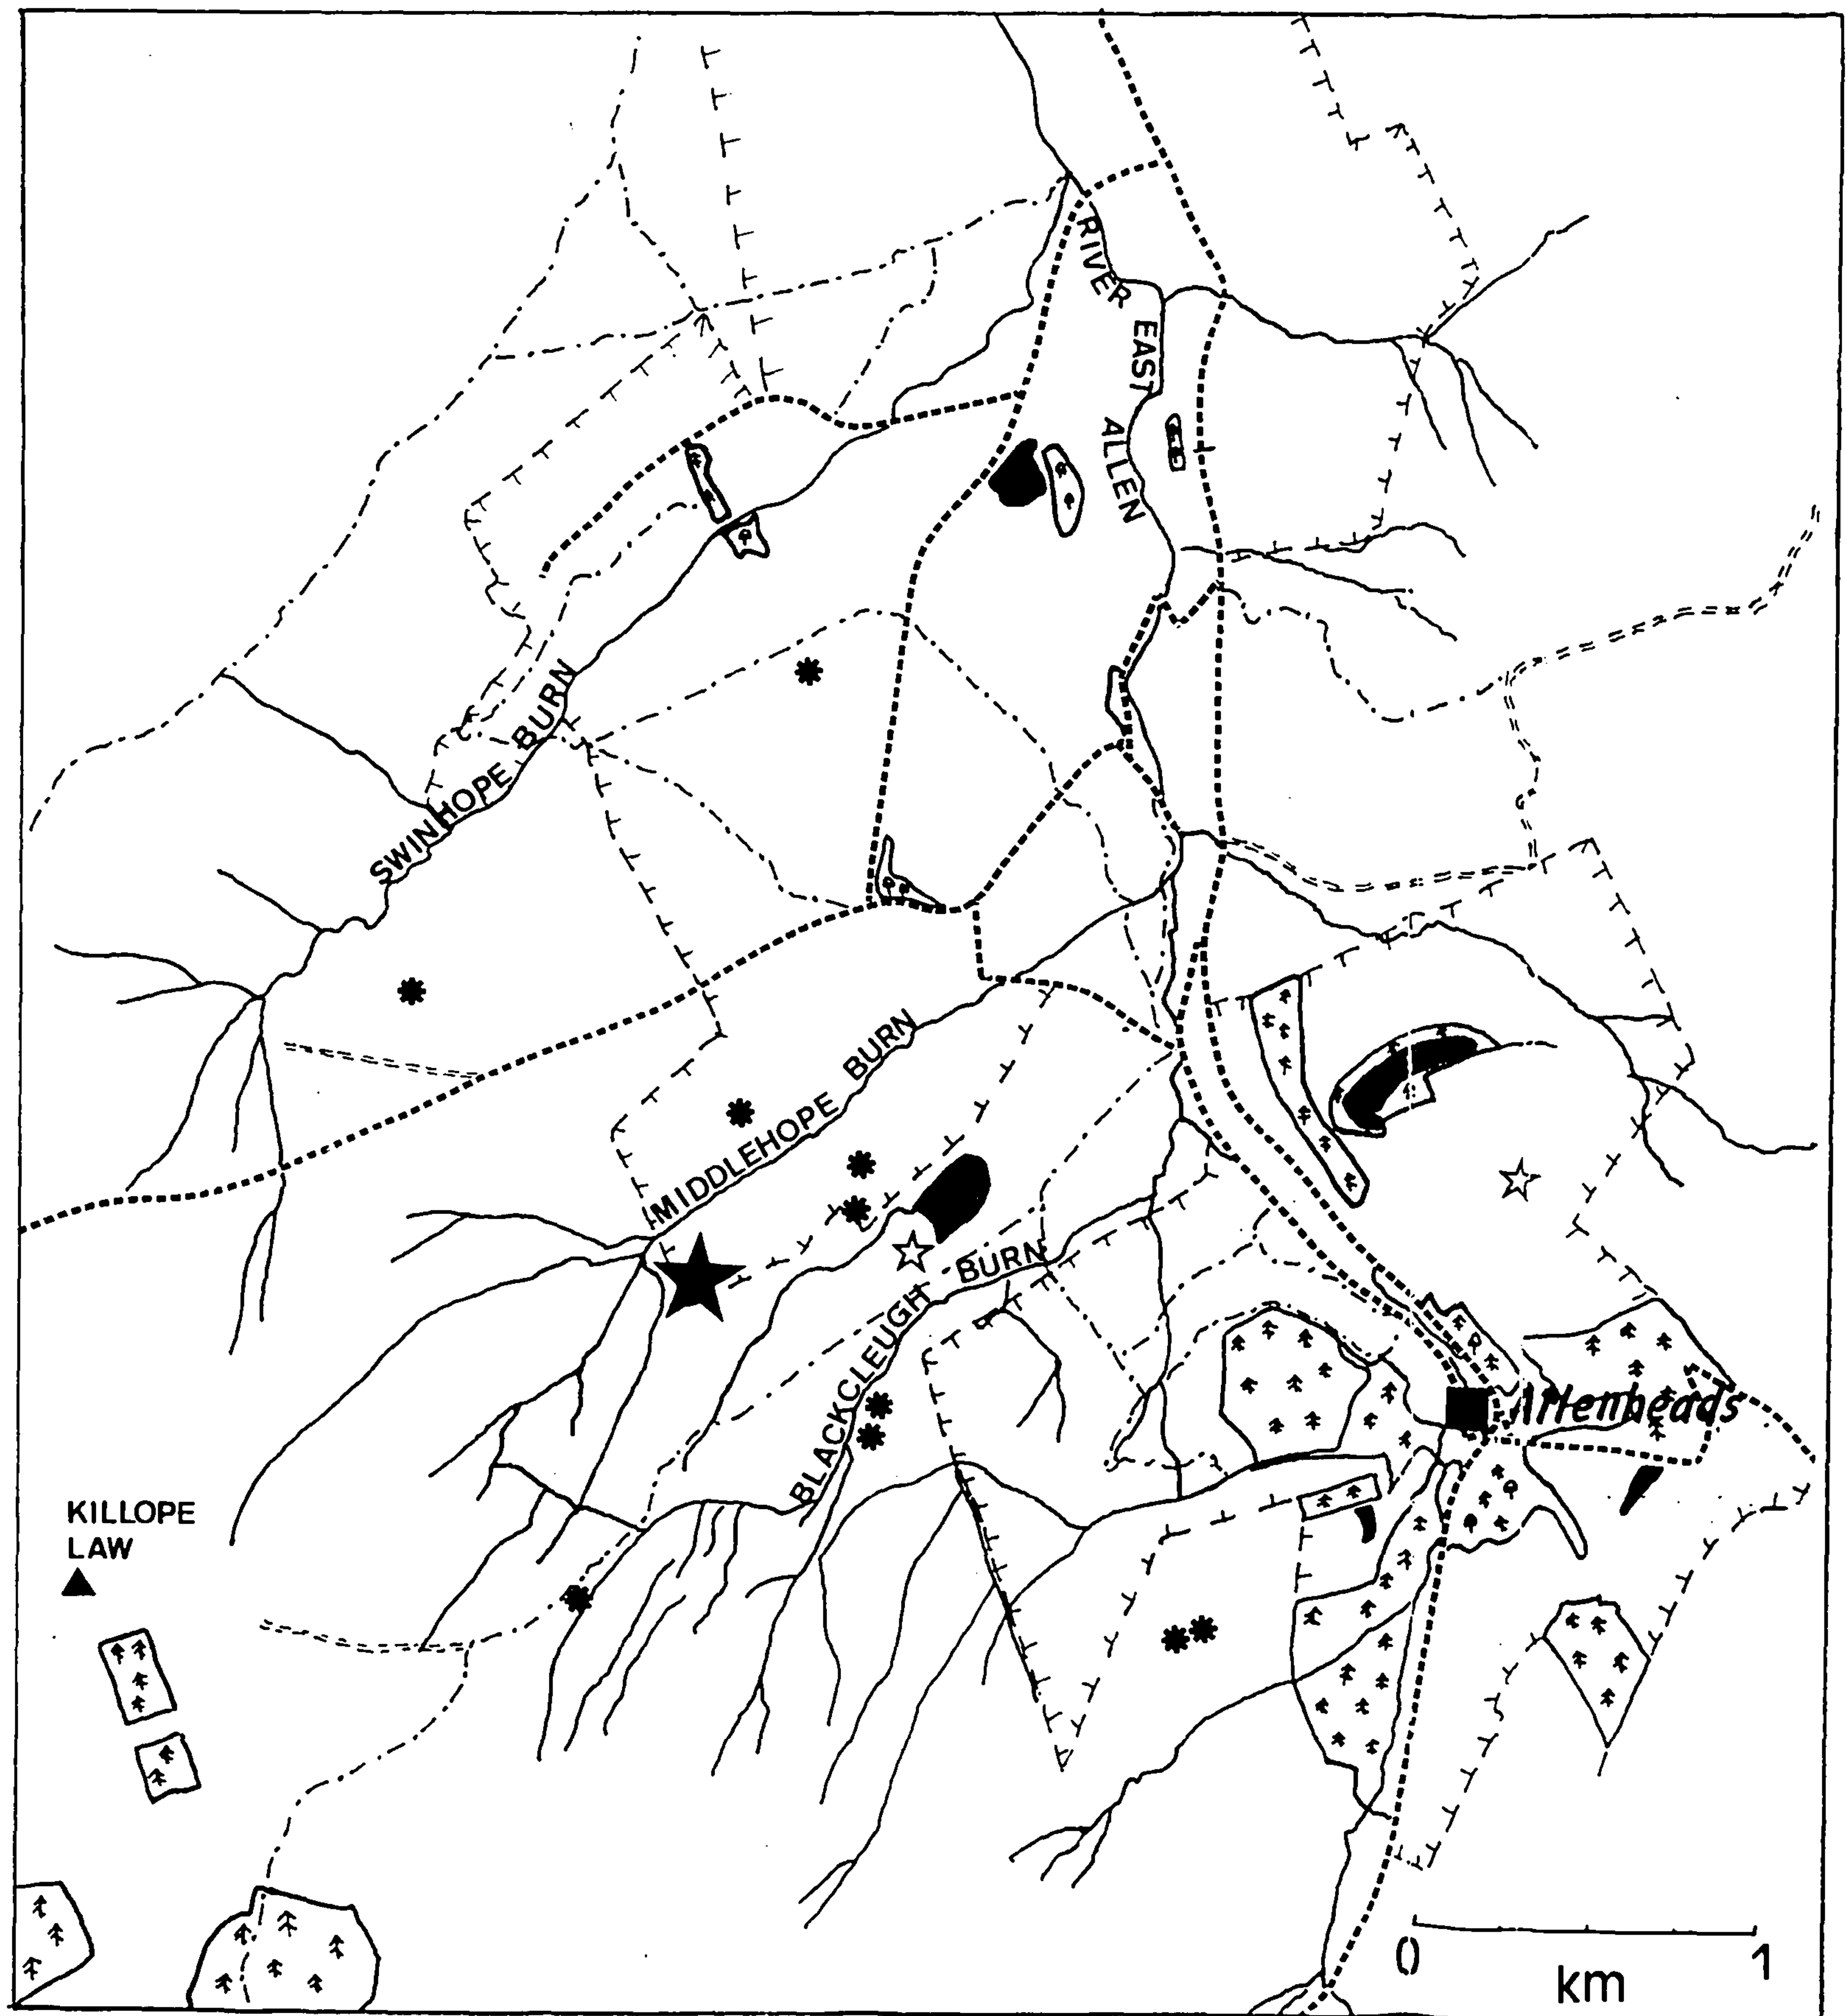 RIVER
EAST
ALLEN
SWINHOPE BURN
MIDDLEHOPE BURN
BLACKCLEUGH BURN
Allenheads
KILLOPE
LAW
0 1
km